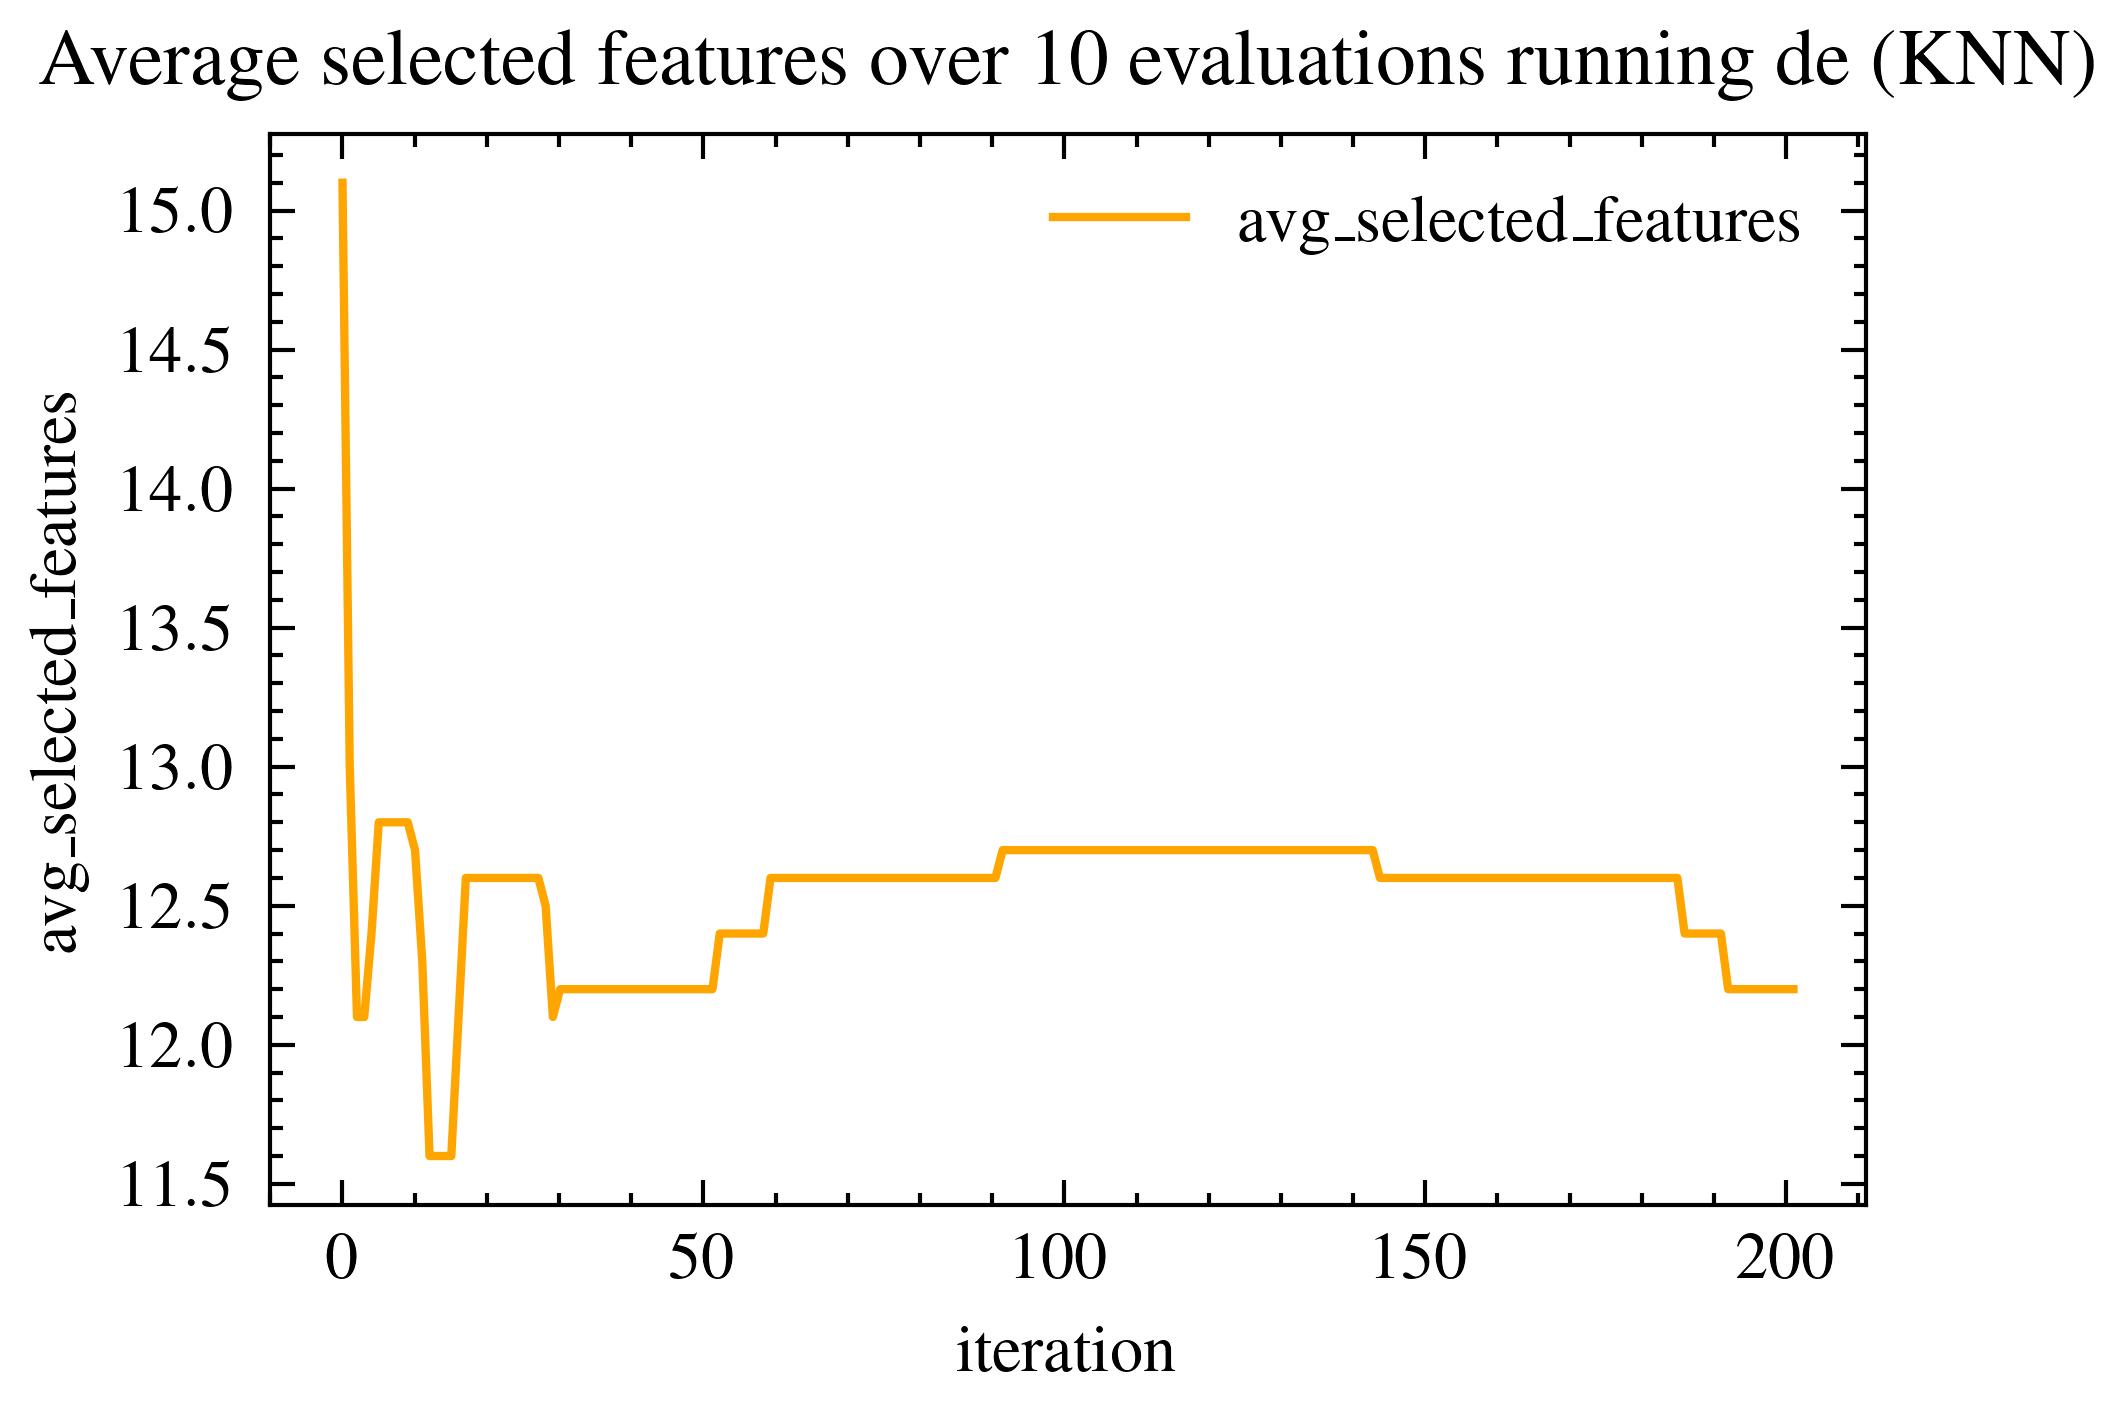 Average selected features over 10 evaluations running de (KNN)
avg_selected_features
avg_selected_features
15.0
14.5
14.0
13.5
13.0
12.5
12.0
11.5
0 50 100 150 200
iteration